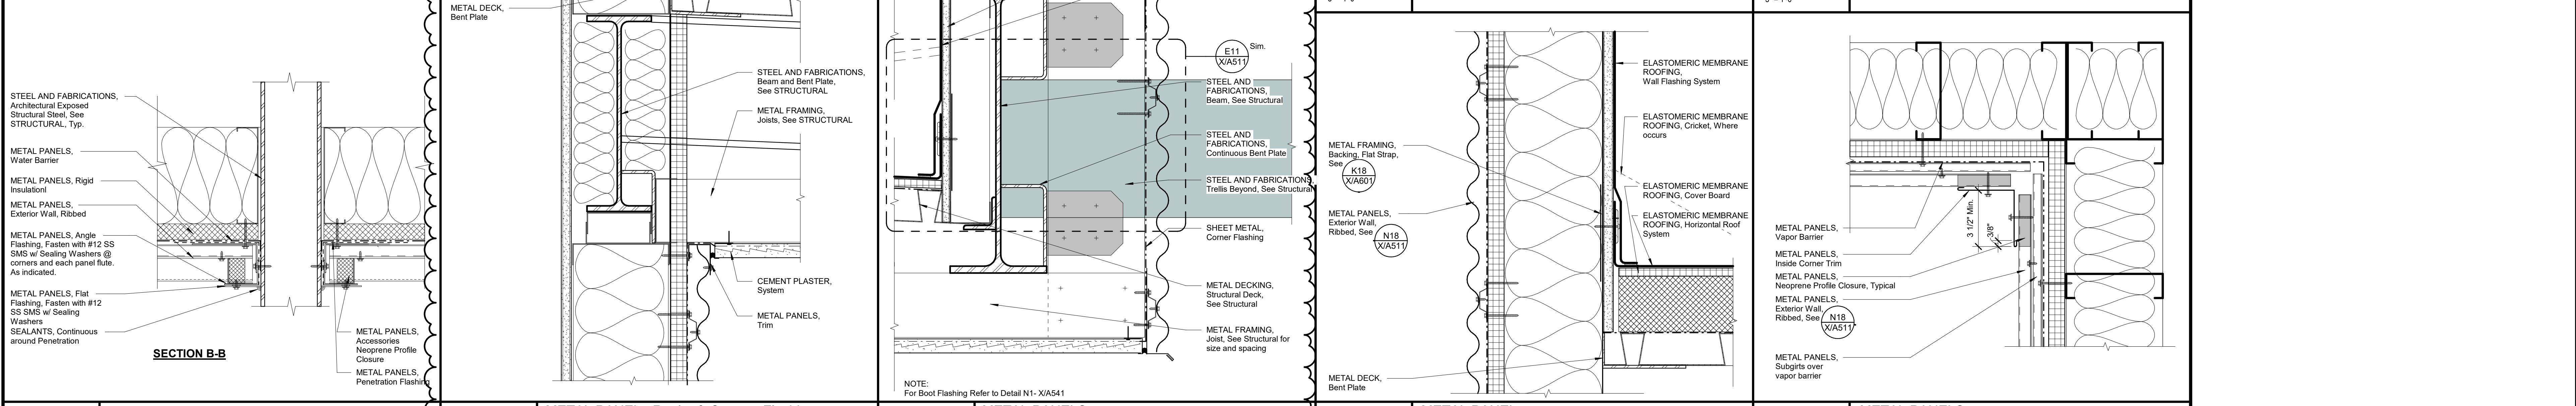 STEEL AND FABRICATIONS,
Architectural Exposed
Structural Steel, See
STRUCTURAL, Typ.
METAL PANELS,
Water Barrier
METAL PANELS, Rigid
Insulationl
METAL PANELS,
Exterior Wall, Ribbed
METAL PANELS, Angle
Flashing, Fasten with #12 SS
SMS w/ Sealing Washers @
corners and each panel flute.
As indicated.
METAL PANELS, Flat
Flashing, Fasten with #12
SS SMS w/ Sealing
Washers
SEALANTS, Continuous
around Penetration
SECTION B-B
METAL PANELS,
Accessories
Neoprene Profile
Closure
METAL PANELS,
Penetration Flashing
METAL DECK,
Bent Plate
STEEL AND FABRICATIONS,
Beam and Bent Plate,
See STRUCTURAL
METAL FRAMING,
Joists, See STRUCTURAL
CEMENT PLASTER,
System
METAL PANELS,
Trim
E11
X/A511
Sim.
STEEL AND
FABRICATIONS,
Beam, See Structural
STEEL AND
FABRICATIONS,
Continuous Bent Plate
STEEL AND FABRICATIONS,
Trellis Beyond, See Structural
SHEET METAL,
Corner Flashing
METAL DECKING,
Structural Deck,
See Structural
METAL FRAMING,
Joist, See Structural for
size and spacing
NOTE:
For Boot Flashing Refer to Detail N1- X/A541
METAL FRAMING,
Backing, Flat Strap,
See
K18
X/A601
METAL PANELS,
Exterior Wall,
Ribbed, See
N18
X/A511
METAL DECK,
Bent Plate
ELASTOMERIC MEMBRANE
ROOFING,
Wall Flashing System
ELASTOMERIC MEMBRANE
ROOFING, Cricket, Where
occurs
ELASTOMERIC MEMBRANE
ROOFING, Cover Board
ELASTOMERIC MEMBRANE
ROOFING, Horizontal Roof
System
3 1/2" Min.
3/8"
METAL PANELS,
Vapor Barrier
METAL PANELS,
Inside Corner Trim
METAL PANELS,
Neoprene Profile Closure, Typical
METAL PANELS,
Exterior Wall,
Ribbed, See
N18
X/A511
METAL PANELS,
Subgirts over
vapor barrier